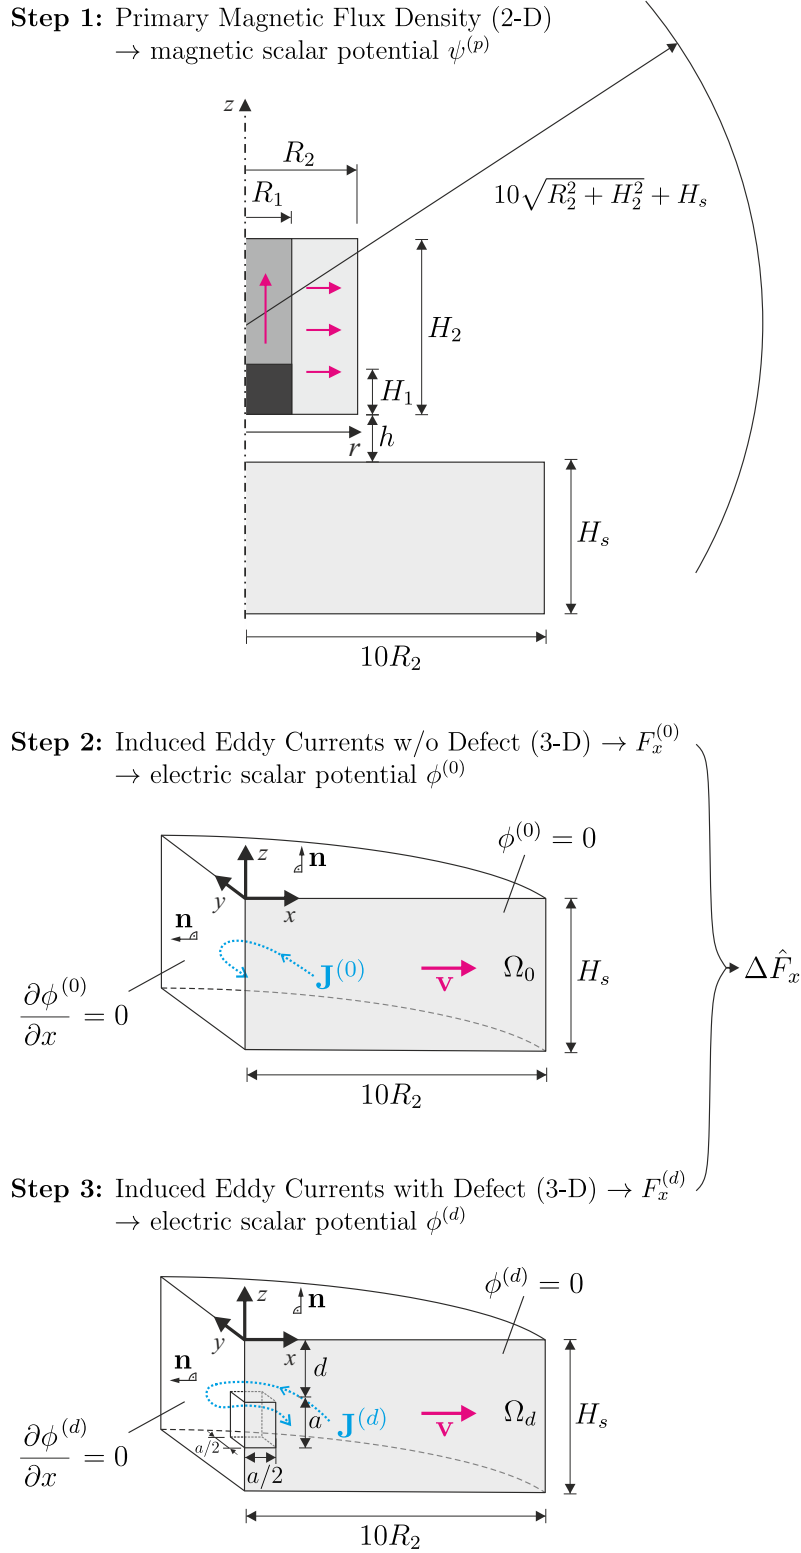 Step 1: Primary Magnetic Flux Density (2-D)
→ magnetic scalar potential ψ^{(p)}
z
R_2
R_1
10√(R_2^2 + H_2^2) + H_s
H_2
H_1
r
h
H_s
10R_2
Step 2: Induced Eddy Currents w/o Defect (3-D) → F_x^{(0)}
→ electric scalar potential ϕ^{(0)}
ϕ^{(0)} = 0
z
n
y
x
n
J^{(0)}
v
Ω_0
H_s
ΔF̂_x
∂ϕ^{(0)}/∂x = 0
10R_2
Step 3: Induced Eddy Currents with Defect (3-D) → F_x^{(d)}
→ electric scalar potential ϕ^{(d)}
ϕ^{(d)} = 0
z
n
y
x
n
d
a
J^{(d)}
v
Ω_d
H_s
∂ϕ^{(d)}/∂x = 0
a/2
a/2
10R_2